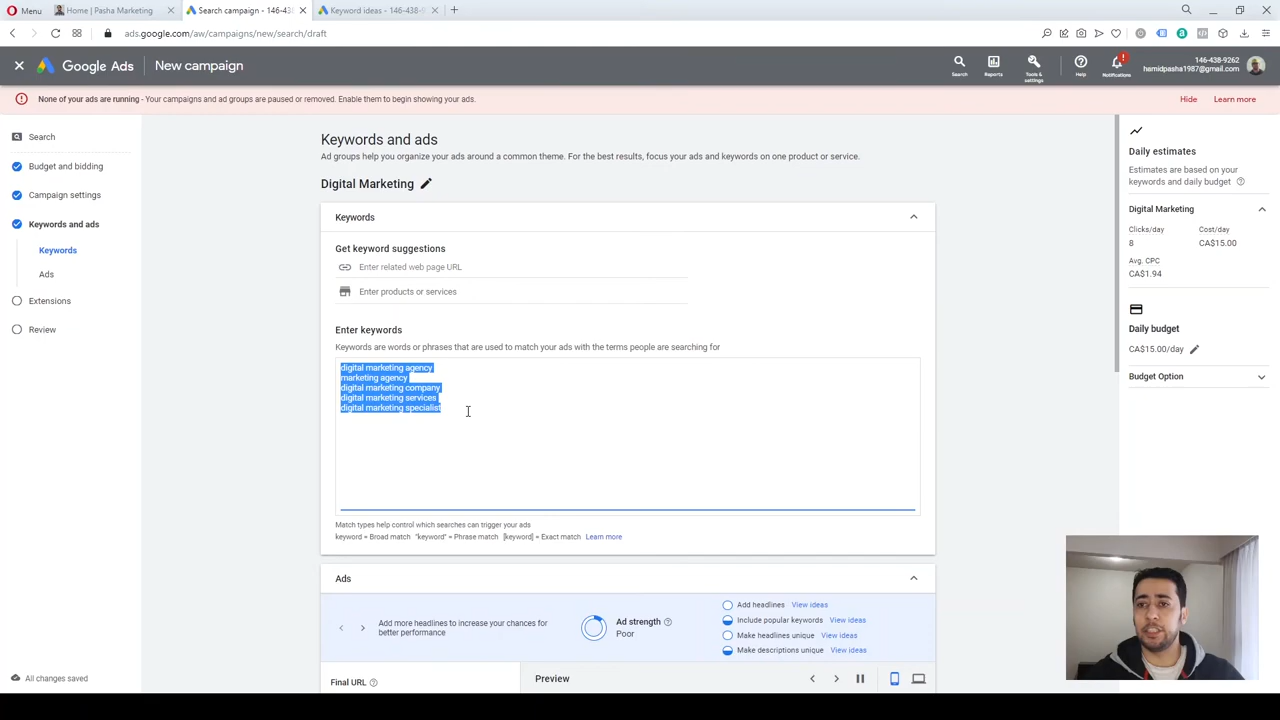 Menu
Home | Pasha Marketing
Search campaign - 146-438
Keyword ideas - 146-438-9
ads.google.com/aw/campaigns/new/search/draft
Google Ads
New campaign
Search
Reports
Tools & settings
Help
Notifications
146-438-9262
hamidpasha1987@gmail.com
None of your ads are running - Your campaigns and ad groups are paused or removed. Enable them to begin showing your ads.
Hide
Learn more
Search
Budget and bidding
Campaign settings
Keywords and ads
Keywords
Ads
Extensions
Review
All changes saved
Keywords and ads
Ad groups help you organize your ads around a common theme. For the best results, focus your ads and keywords on one product or service.
Digital Marketing
Keywords
Get keyword suggestions
Enter related web page URL
Enter products or services
Enter keywords
Keywords are words or phrases that are used to match your ads with the terms people are searching for
digital marketing agency
marketing agency
digital marketing company
digital marketing services
digital marketing specialist
Match types help control which searches can trigger your ads
keyword = Broad match "keyword" = Phrase match [keyword] = Exact match Learn more
Ads
Add more headlines to increase your chances for
better performance
Ad strength
Poor
Add headlines View ideas
Include popular keywords View ideas
Make headlines unique View ideas
Make descriptions unique View ideas
Final URL
Preview
Daily estimates
Estimates are based on your
keywords and daily budget
Digital Marketing
Clicks/day Cost/day
8 CA$15.00
Avg. CPC
CA$1.94
Daily budget
CA$15.00/day
Budget Option